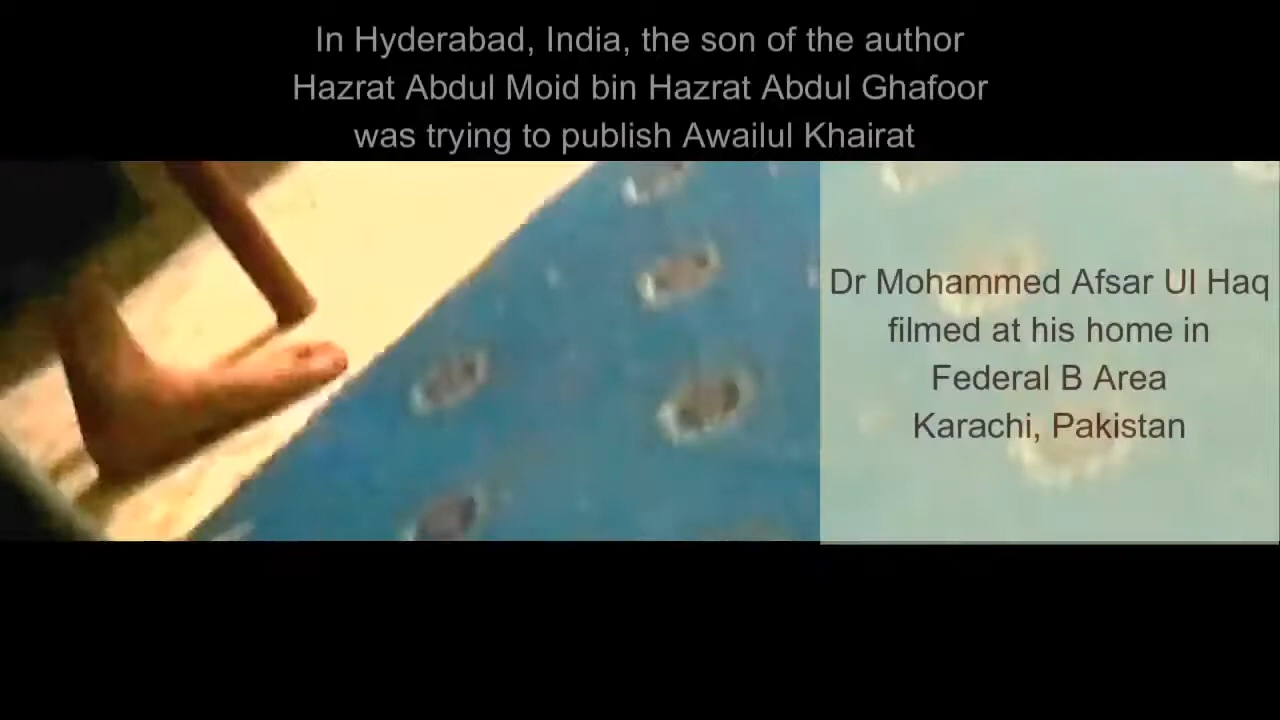 In Hyderabad, India, the son of the author
Hazrat Abdul Moid bin Hazrat Abdul Ghafoor
was trying to publish Awailul Khairat
Dr Mohammed Afsar Ul Haq
filmed at his home in
Federal B Area
Karachi, Pakistan